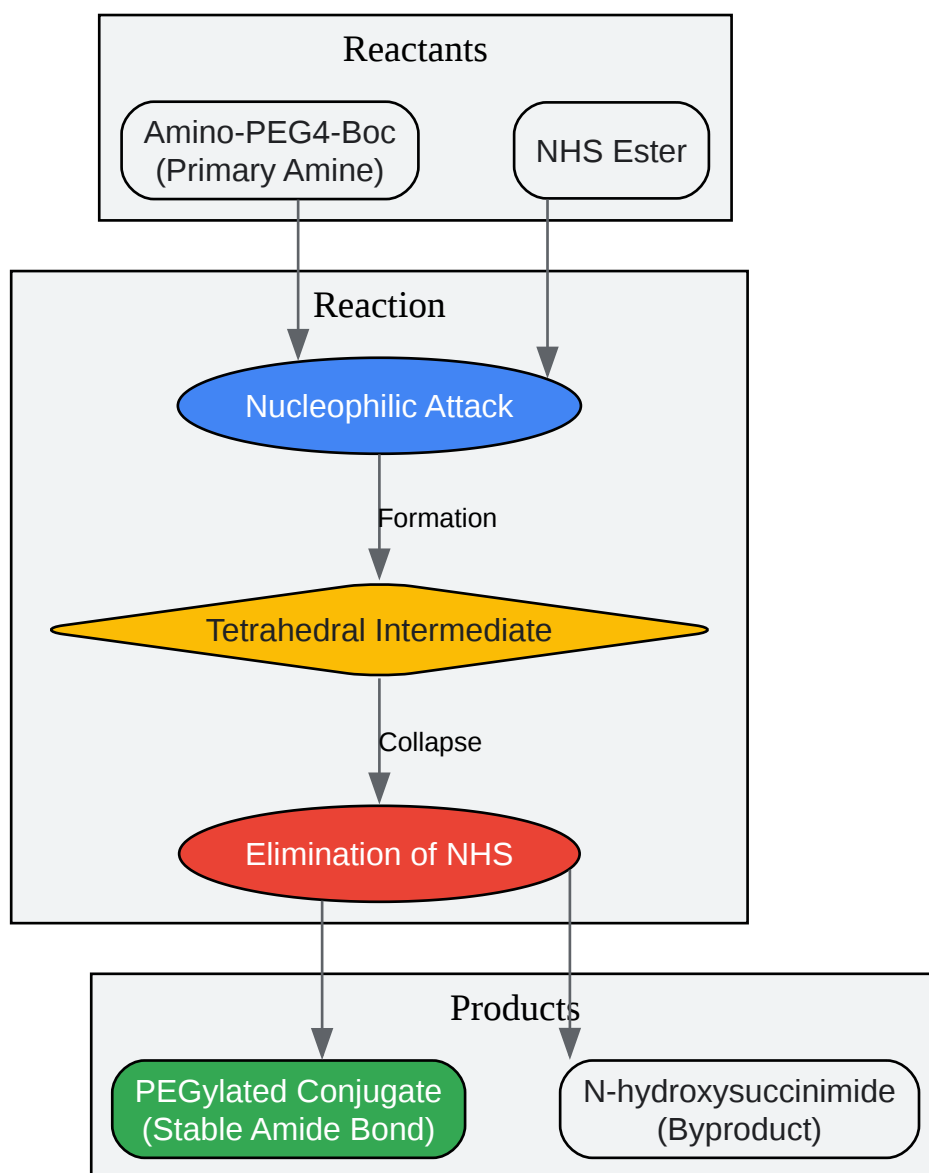 Reactants
Amino-PEG4-Boc
(Primary Amine)
NHS Ester
Reaction
Nucleophilic Attack
Formation
Tetrahedral Intermediate
Collapse
Elimination of NHS
Products
PEGylated Conjugate
(Stable Amide Bond)
N-hydroxysuccinimide
(Byproduct)